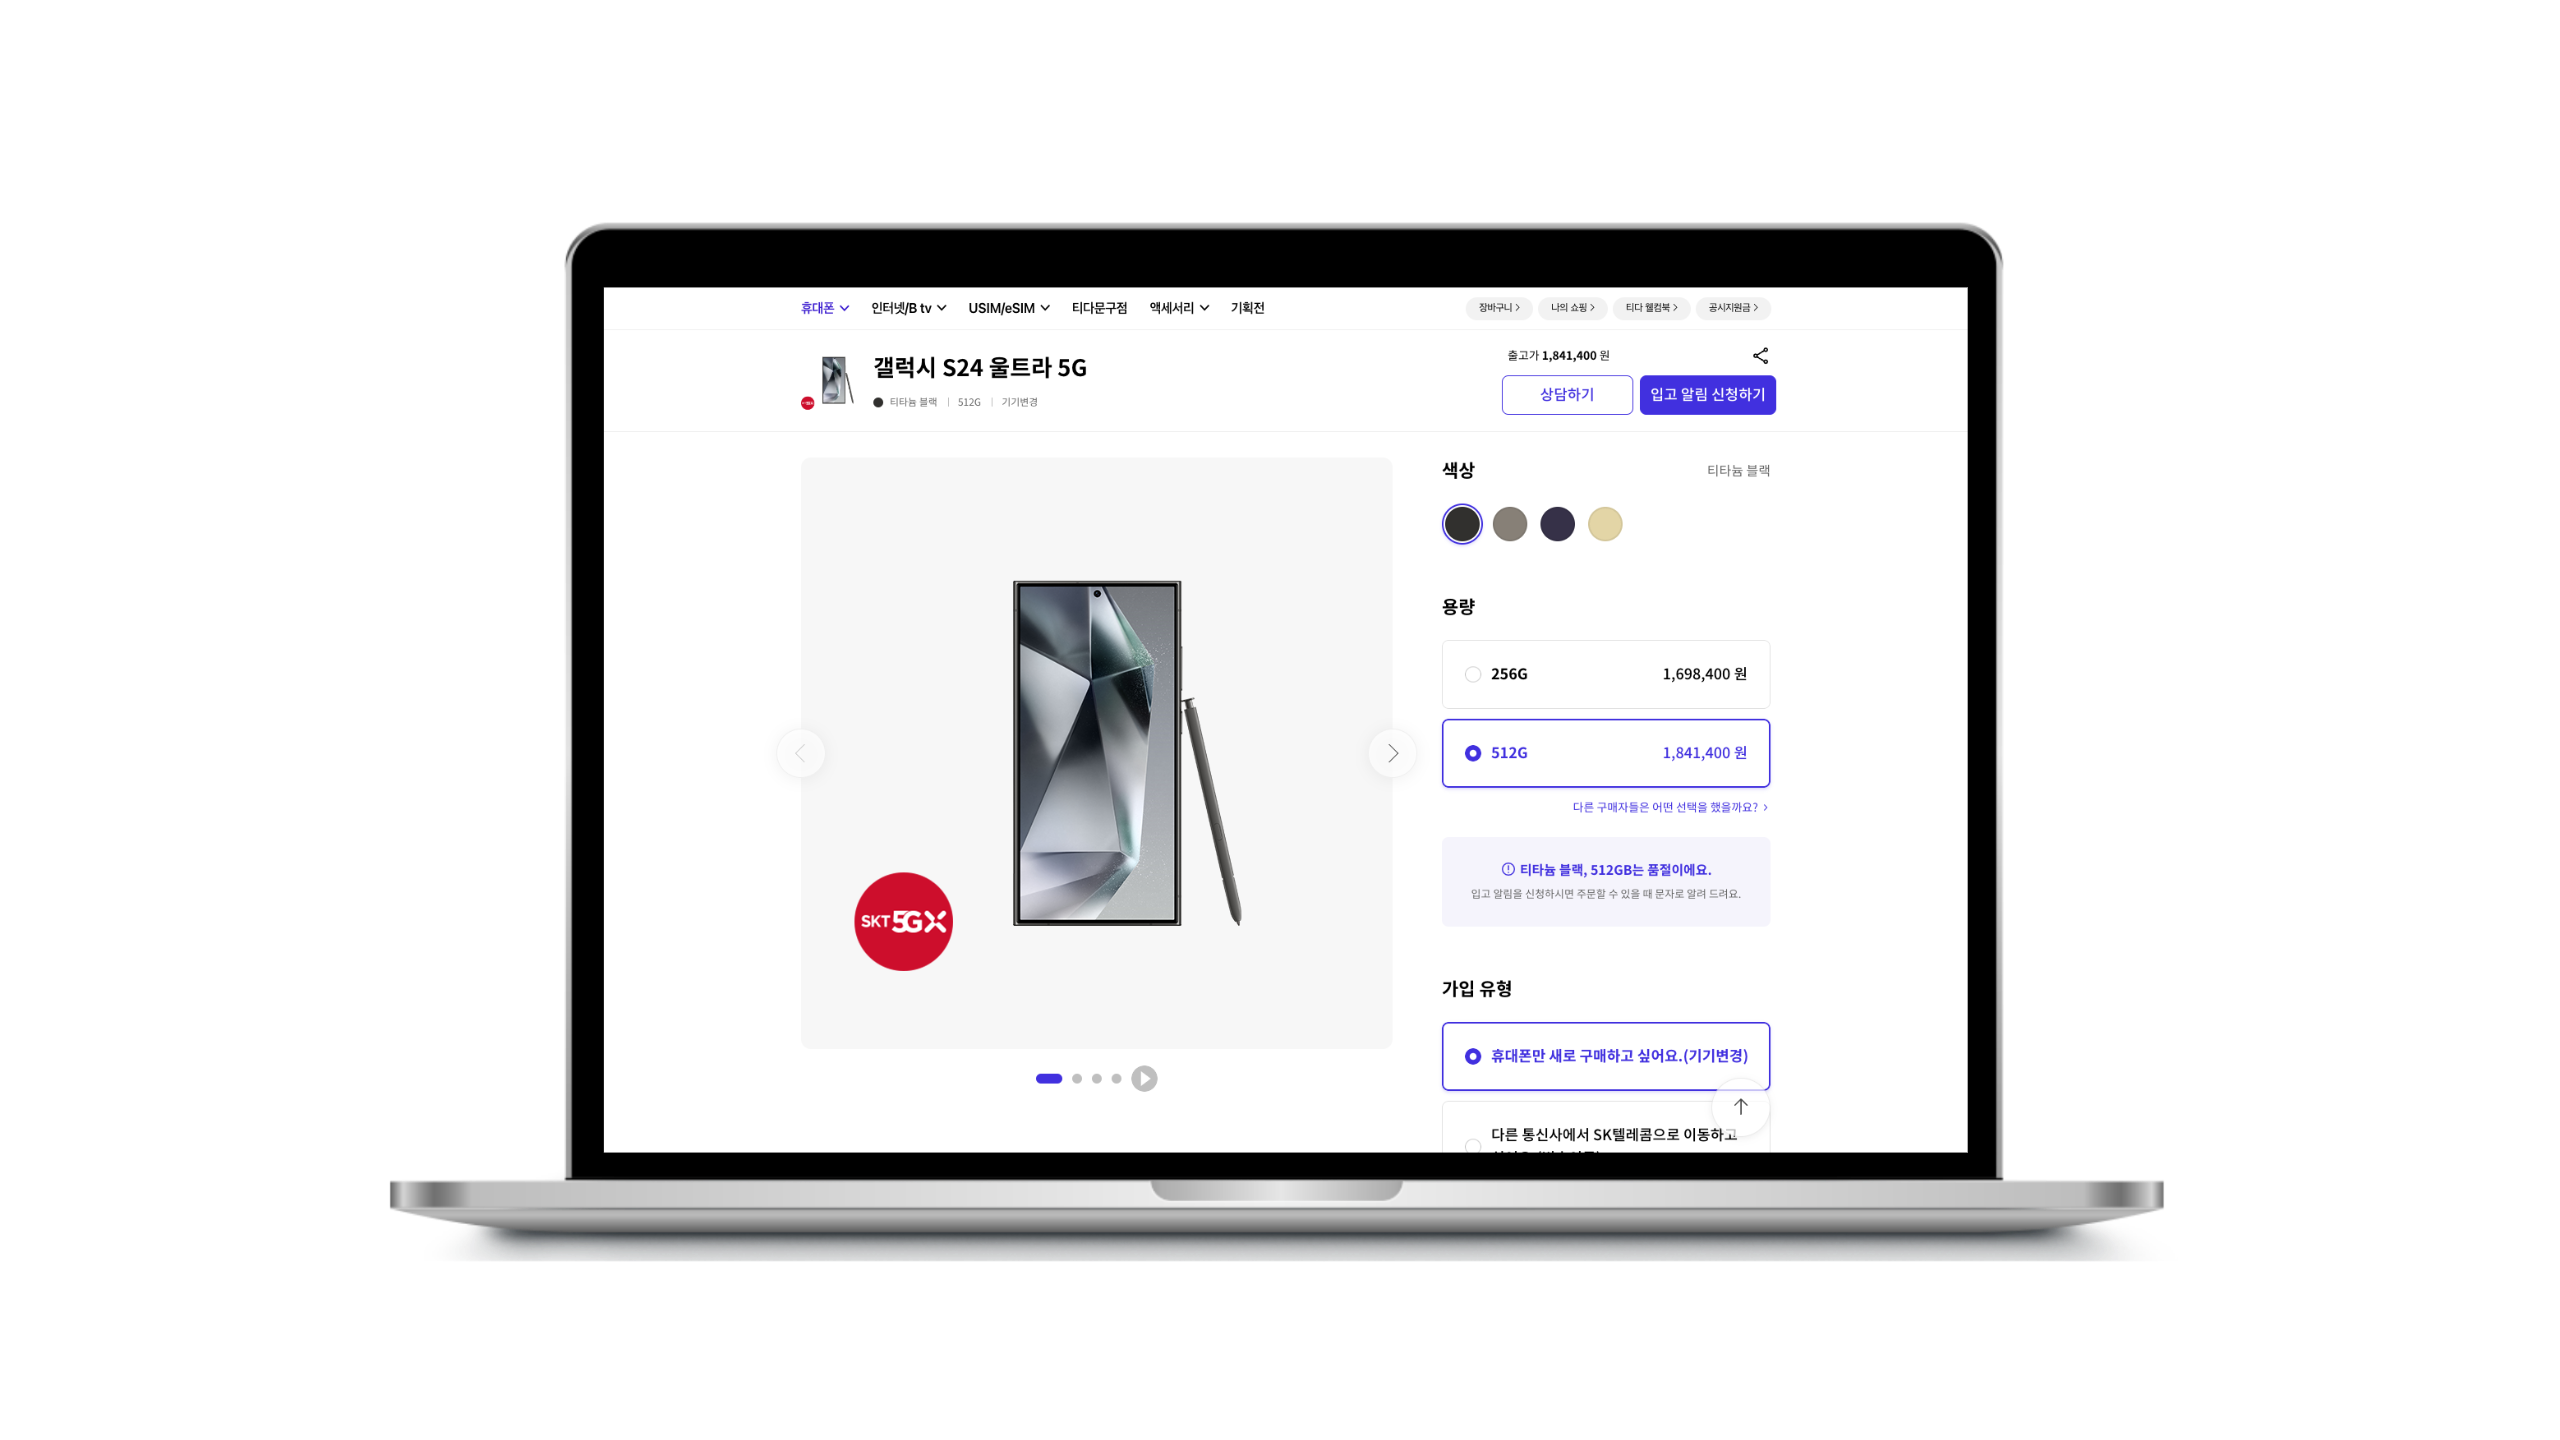 휴대폰
인터넷/B tv
USIM/eSIM
티다문구점
액세서리
기획전
장바구니
나의 쇼핑
티다 웰컴북
공시지원금
갤럭시 S24 울트라 5G
티타늄 블랙 | 512G | 기기변경
출고가 1,841,400 원
상담하기
입고 알림 신청하기
SKT 5GX
색상
티타늄 블랙
용량
256G 1,698,400 원
512G 1,841,400 원
다른 구매자들은 어떤 선택을 했을까요?
티타늄 블랙, 512GB는 품절이에요.
입고 알림을 신청하시면 주문할 수 있을 때 문자로 알려 드려요.
가입 유형
휴대폰만 새로 구매하고 싶어요.(기기변경)
다른 통신사에서 SK텔레콤으로 이동하고